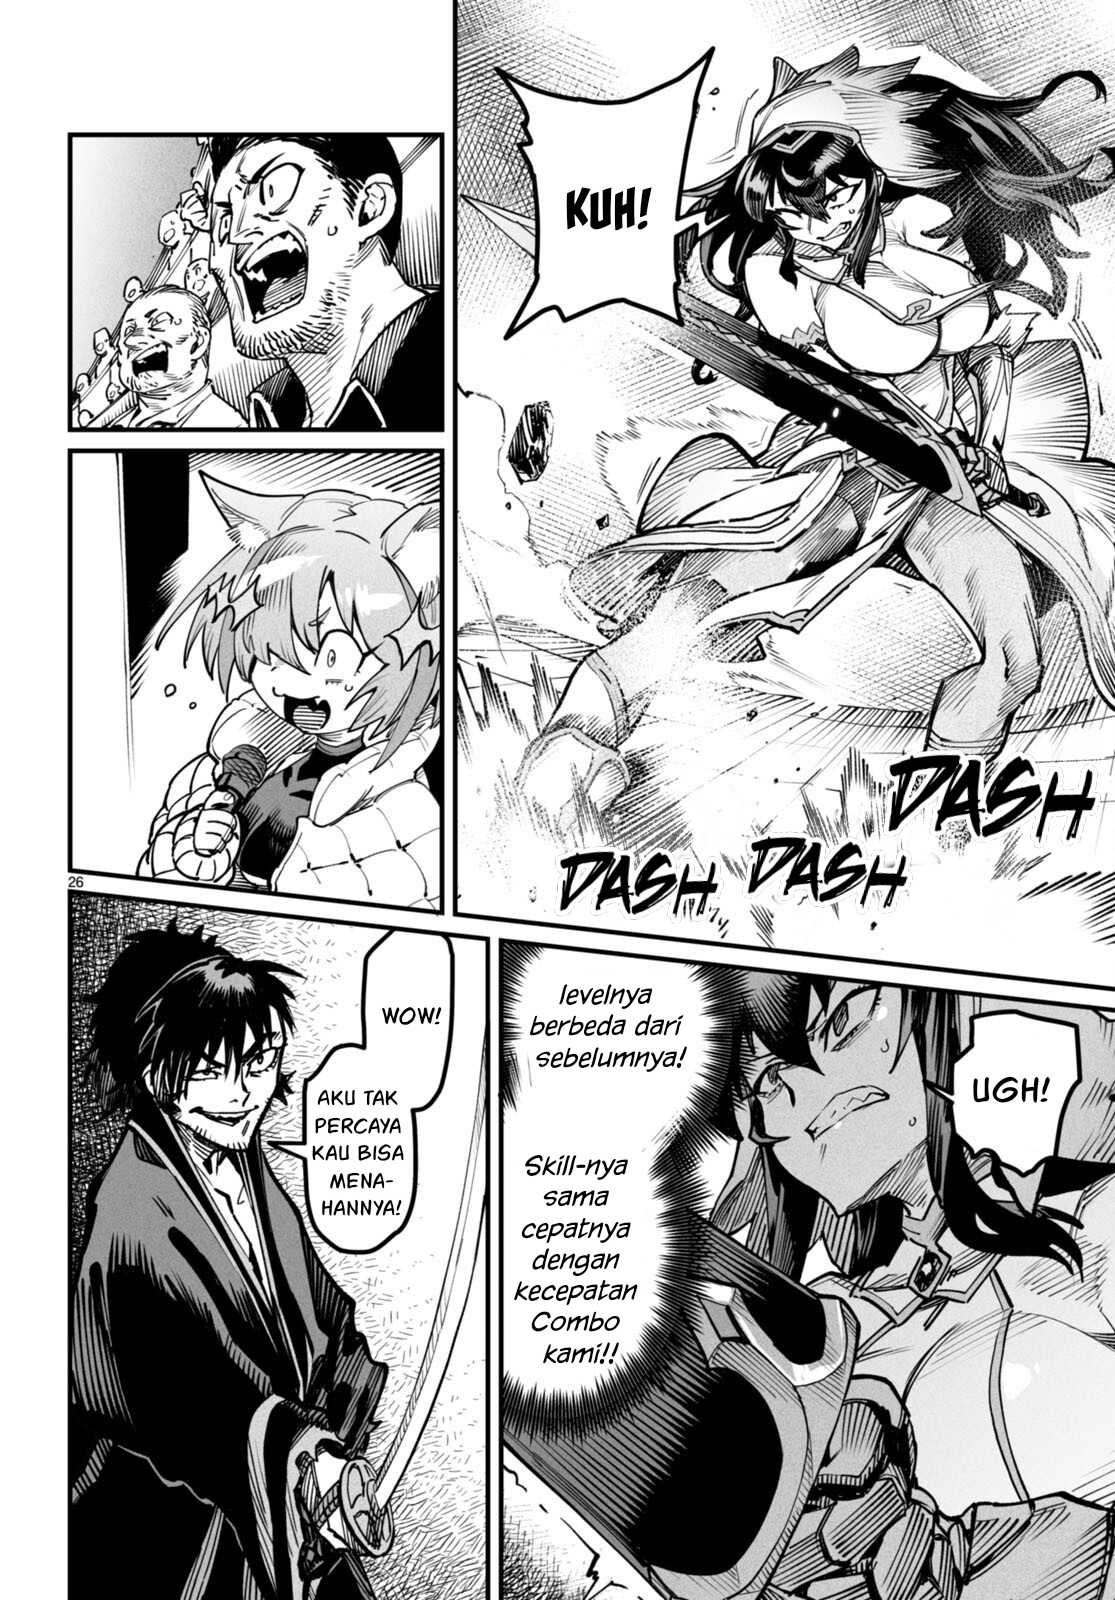 KUH!
DASH
DASH
DASH
26
WOW!
AKU TAK
PERCAYA
KAU BISA
MENA-
HANNYA!
levelnya
berbeda dari
sebelumnya!
UGH!
Skill-nya
sama
cepatnya
dengan
kecepatan
Combo
kami!!